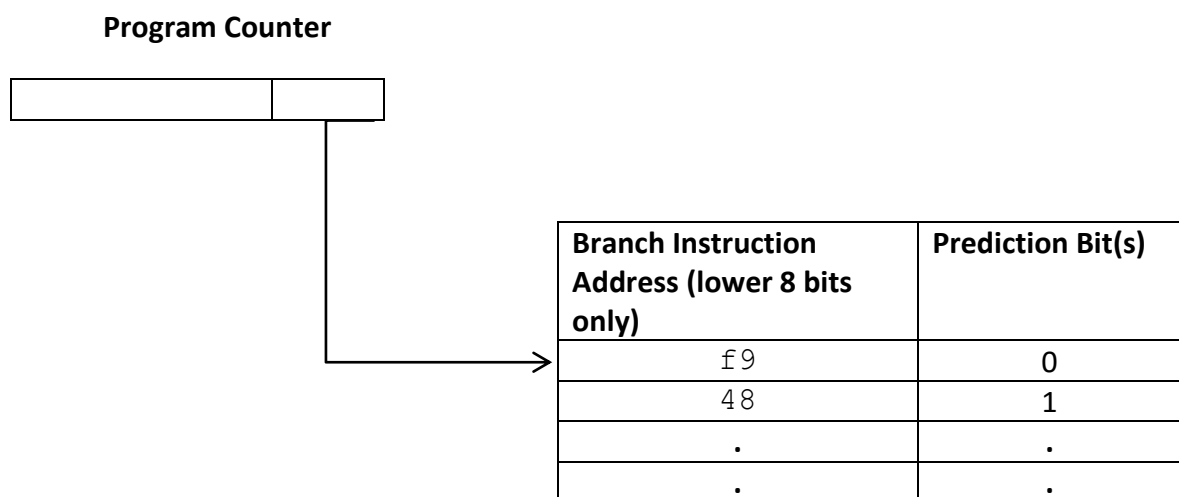 Program Counter
Branch Instruction
Address (lower 8 bits
only)
Prediction Bit(s)
f9 0
48 1
. .
. .